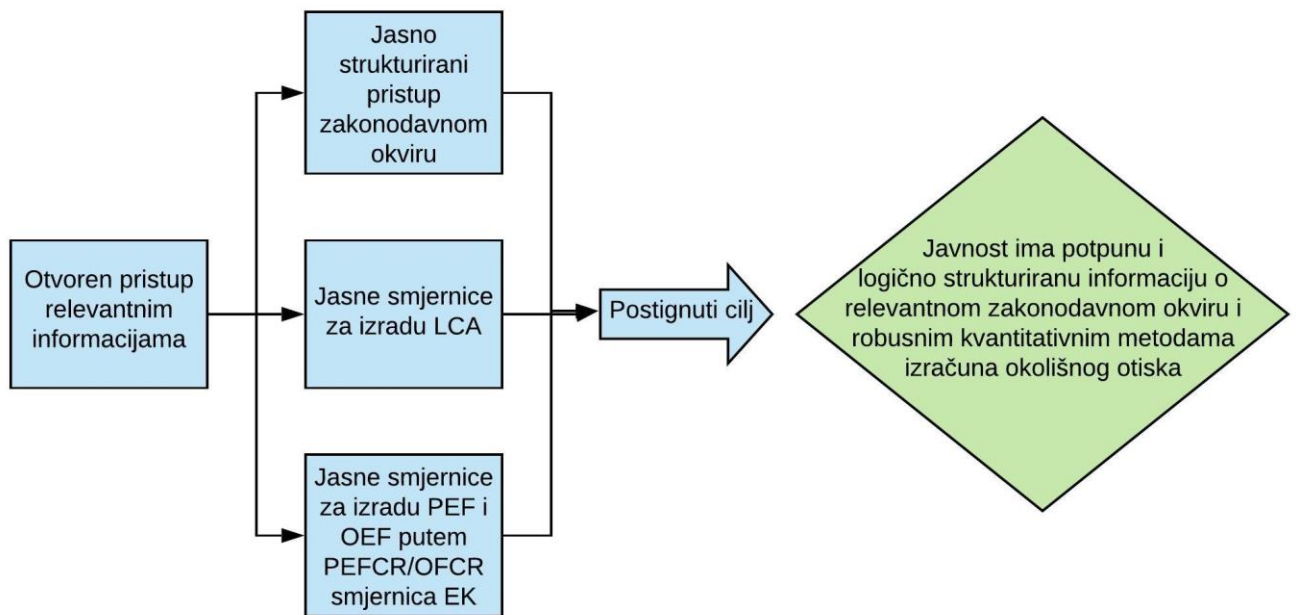 Otvoren pristup
relevantnim
informacijama
Jasno
strukturirani
pristup
zakonodavnom
okviru
Jasne smjernice
za izradu LCA
Jasne smjernice
za izradu PEF i
OEF putem
PEFCR/OFCR
smjernica EK
Postignuti cilj
Javnost ima potpunu i
logično strukturiranu informaciju o
relevantnom zakonodavnom okviru i
robusnim kvantitativnim metodama
izračuna okolišnog otiska